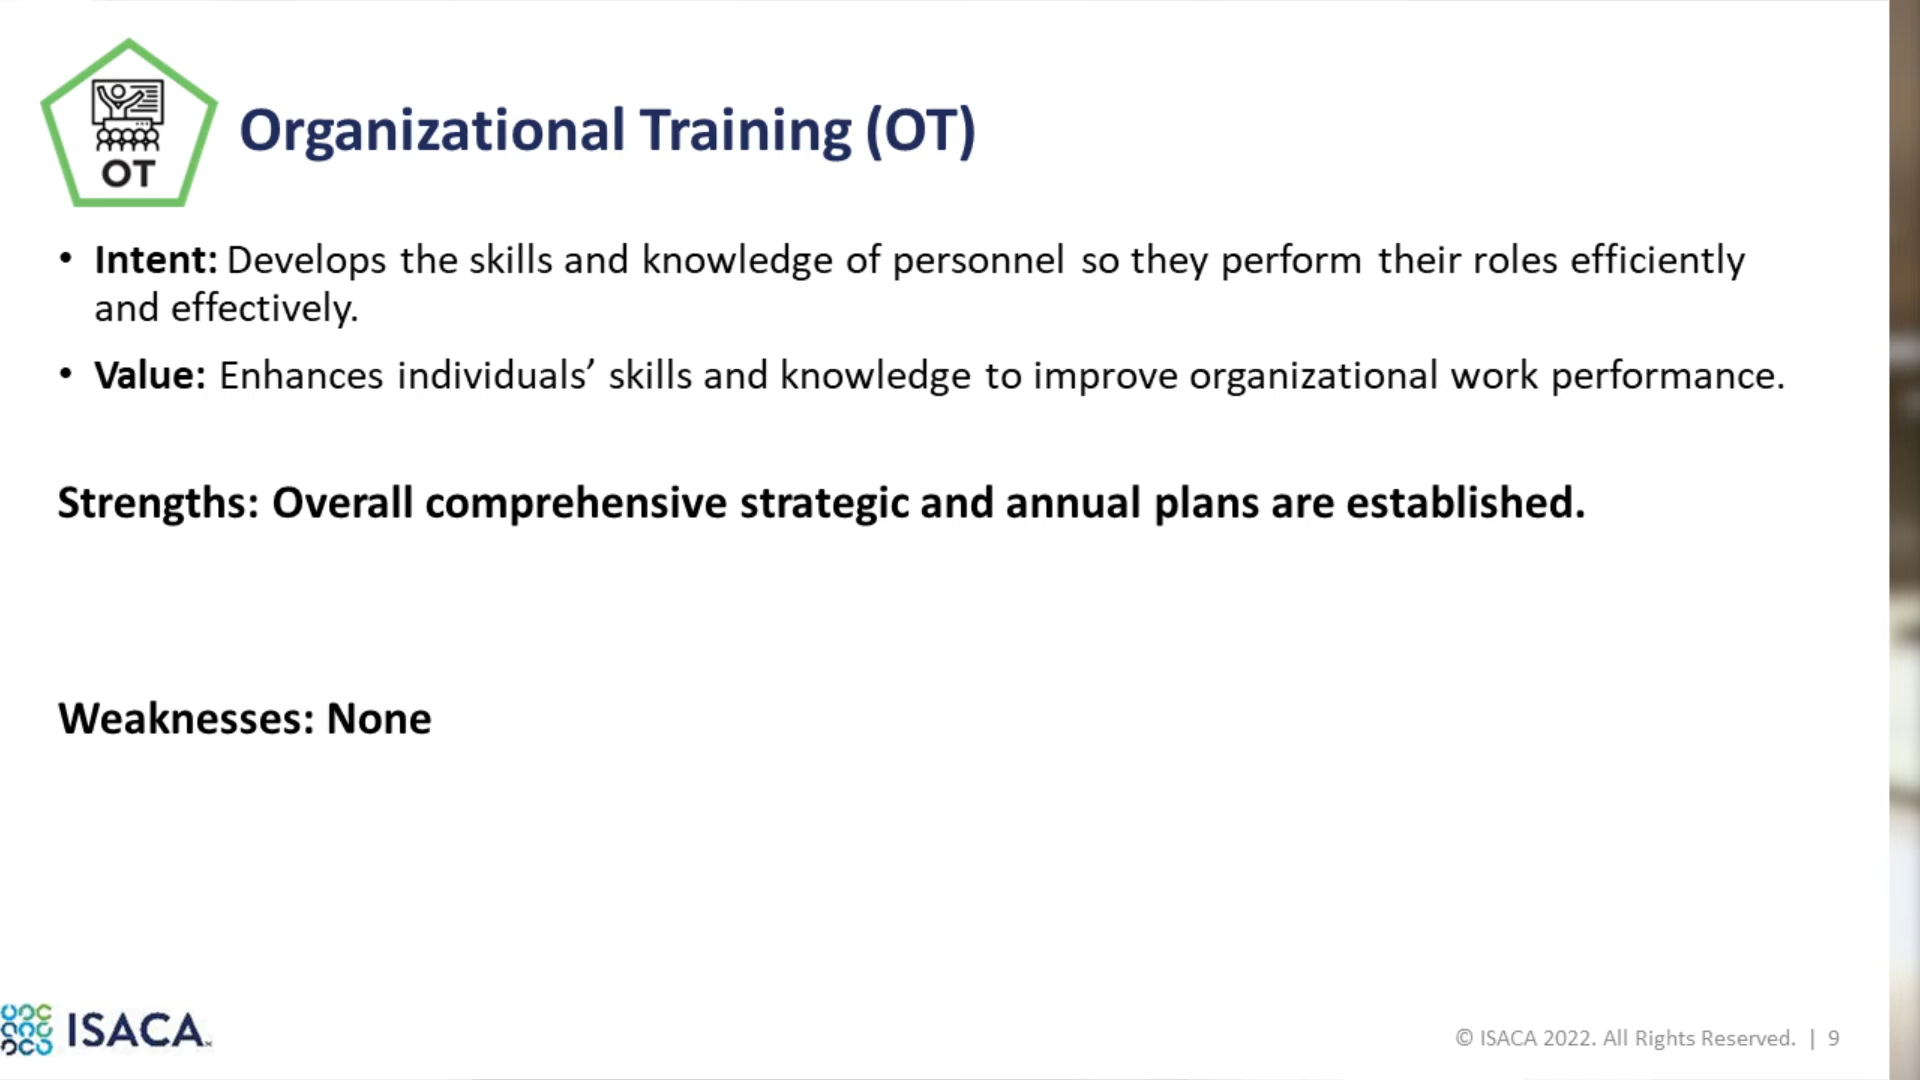 OT
Organizational Training (OT)
• Intent: Develops the skills and knowledge of personnel so they perform their roles efficiently
and effectively.
• Value: Enhances individuals’ skills and knowledge to improve organizational work performance.
Strengths: Overall comprehensive strategic and annual plans are established.
Weaknesses: None
ISACA
© ISACA 2022. All Rights Reserved. | 9